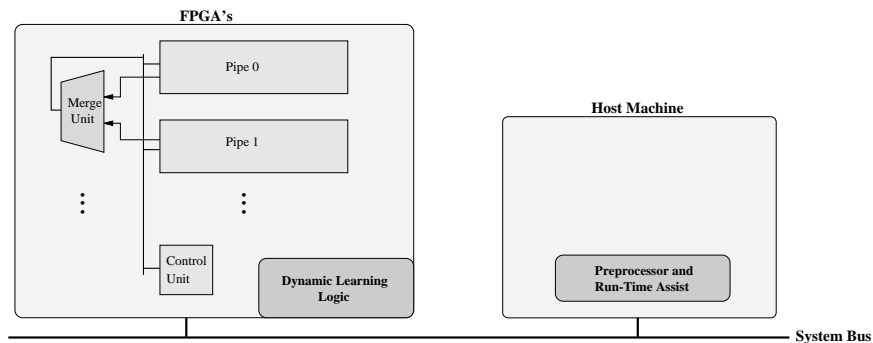 FPGA's
Pipe 0
Merge
Unit
Pipe 1
Control
Unit
Dynamic Learning
Logic
Host Machine
Preprocessor and
Run-Time Assist
System Bus